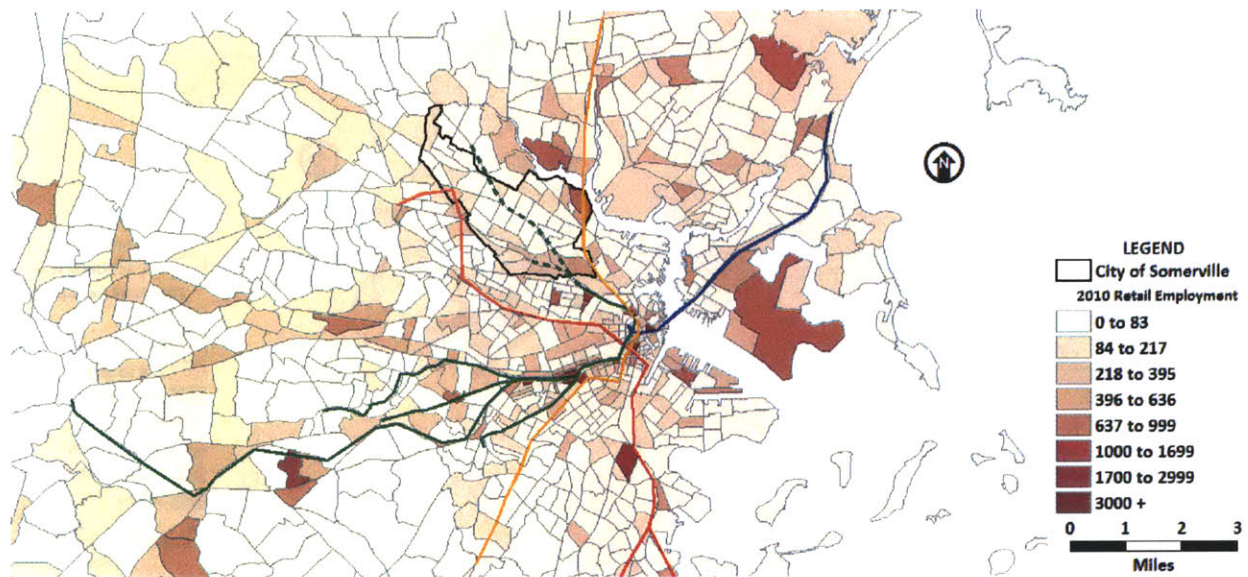 N
LEGEND
City of Somerville
2010 Retail Employment
0 to 83
84 to 217
218 to 395
396 to 636
637 to 999
1000 to 1699
1700 to 2999
3000 +
0 1 2 3
Miles